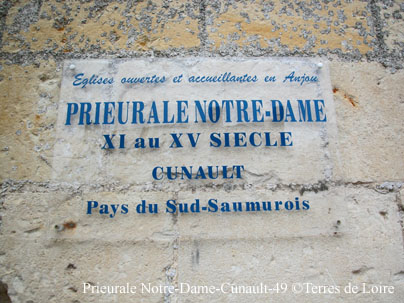 Eglises ouvertes et accueillantes en Anjou
PRIEURALE NOTRE-DAME
XI au XV SIECLE
CUNAULT
Pays du Sud-Saumurois
Prieurale Notre-Dame-Cunault-49 ©Terres de Loire